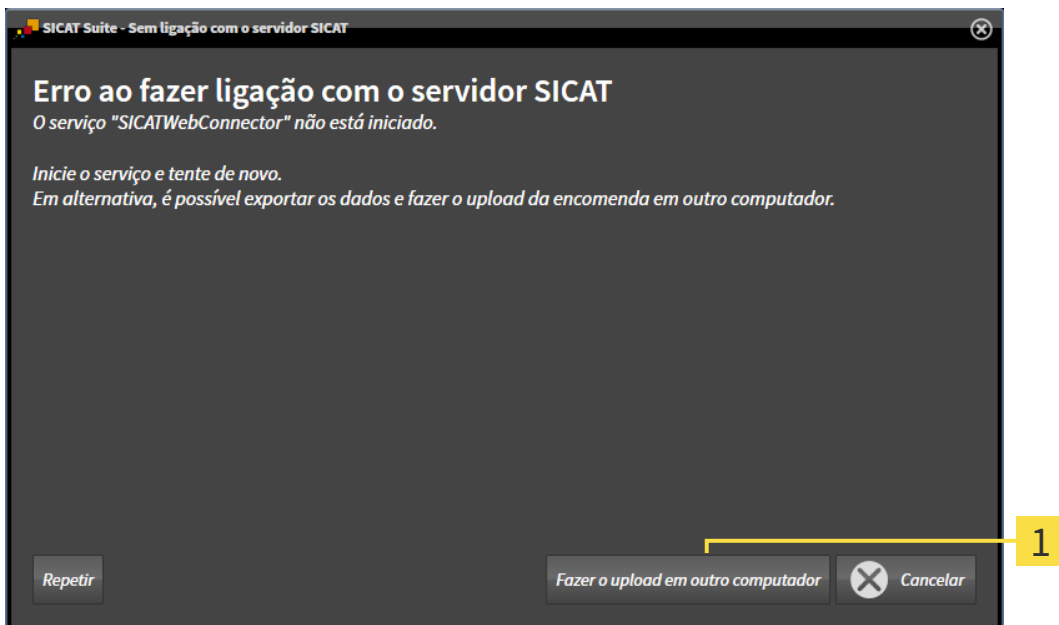 SICAT Suite - Sem ligação com o servidor SICAT
Erro ao fazer ligação com o servidor SICAT
O serviço "SICATWebConnector" não está iniciado.
Inicie o serviço e tente de novo.
Em alternativa, é possível exportar os dados e fazer o upload da encomenda em outro computador.
1
Repetir
Fazer o upload em outro computador
Cancelar